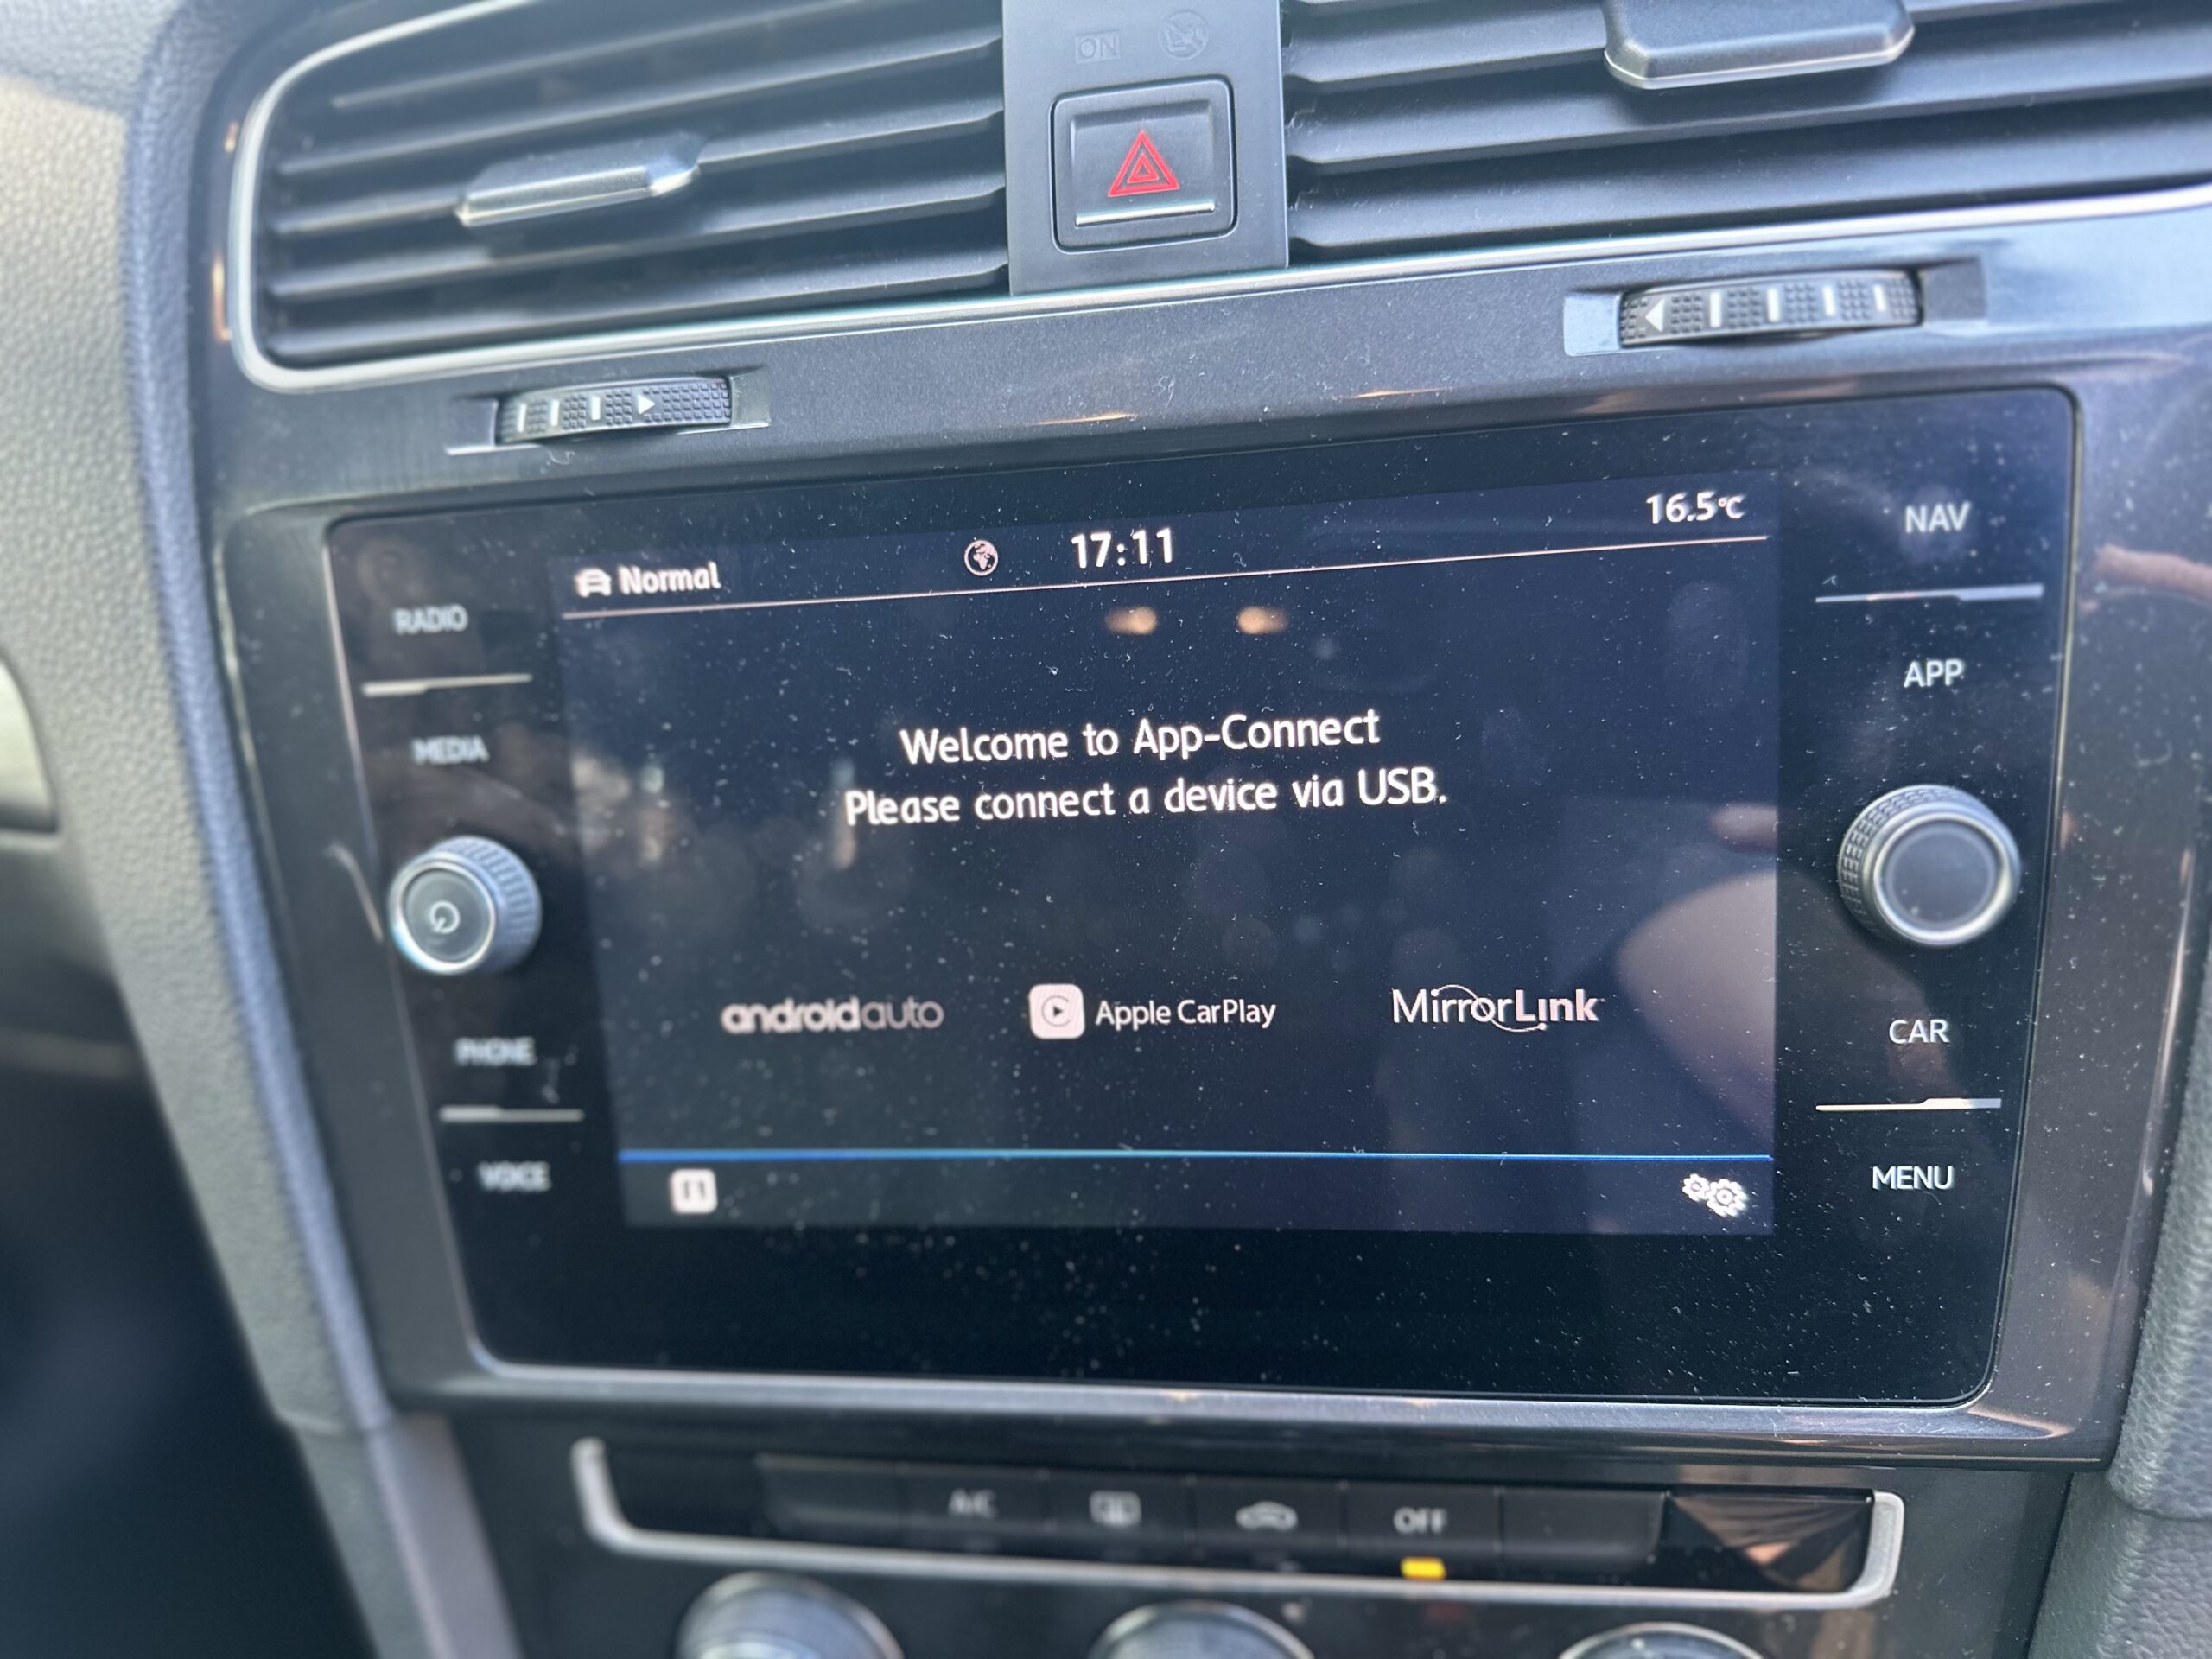 ON
Normal
17:11
16.5°C
NAV
RADIO
APP
MEDIA
Welcome to App-Connect
Please connect a device via USB.
androidauto
Apple CarPlay
MirrorLink
PHONE
CAR
VOICE
MENU
A/C
OFF